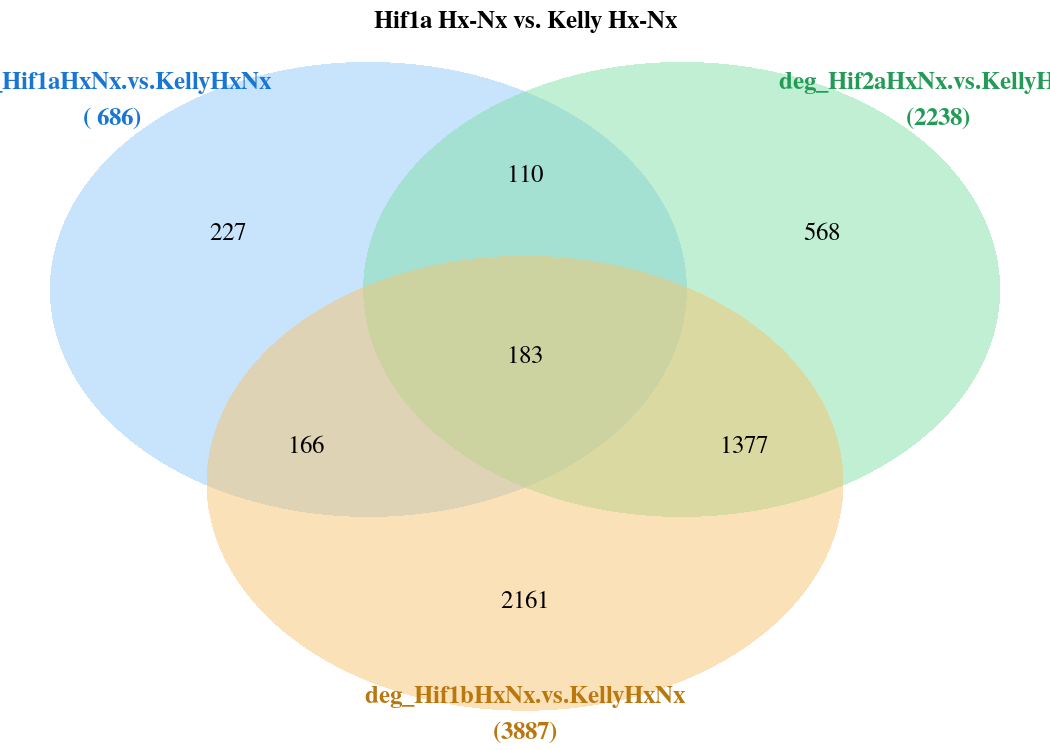 Hif1a Hx-Nx vs. Kelly Hx-Nx
_Hif1aHxNx.vs.KellyHxNx
( 686)
deg_Hif2aHxNx.vs.KellyH
(2238)
110
227
568
183
166
1377
2161
deg_Hif1bHxNx.vs.KellyHxNx
(3887)